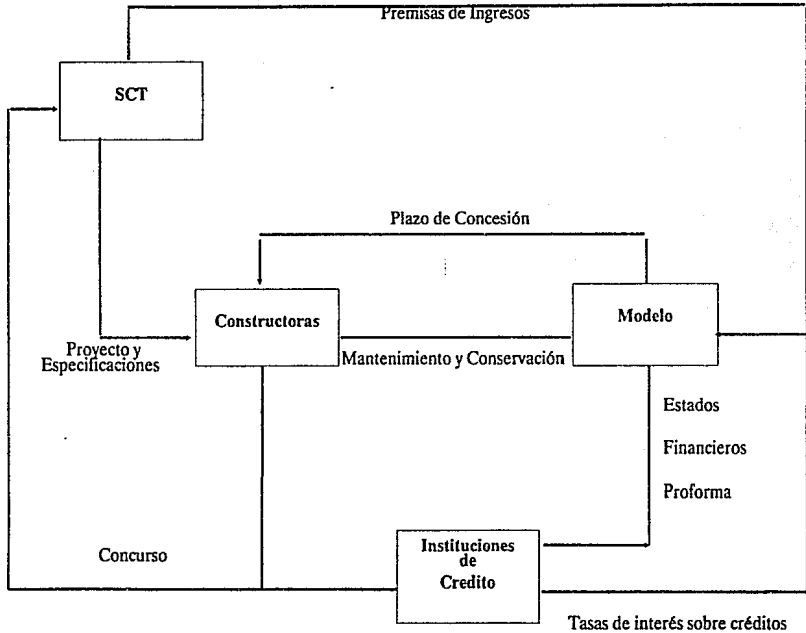 Premisas de Ingresos
SCT
Plazo de Concesión
Constructoras
Modelo
Proyecto y
Especificaciones
Mantenimiento y Conservación
Estados
Financieros
Proforma
Concurso
Instituciones
de
Credito
Tasas de interés sobre créditos